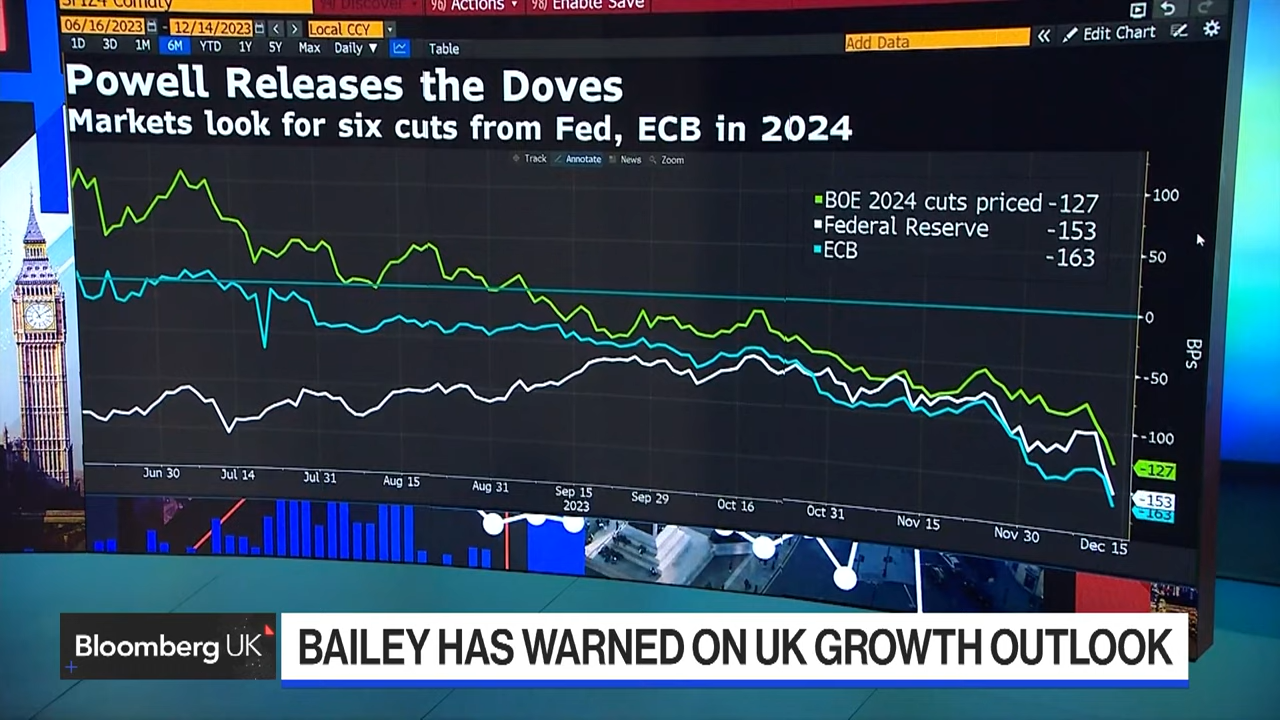 96) Actions
98) Enable Save
06/16/2023 - 12/14/2023 Local CCY
1D 3D 1M 6M YTD 1Y 5Y Max Daily ▼ Table
Add Data « Edit Chart
Powell Releases the Doves
Markets look for six cuts from Fed, ECB in 2024
Track Annotate News Zoom
BOE 2024 cuts priced -127
Federal Reserve -153
ECB -163
100
50
0
-50
-100
BPs
-127
-153
-163
Jun 30 Jul 14 Jul 31 Aug 15 Aug 31 Sep 15 Sep 29 Oct 16 Oct 31 Nov 15 Nov 30 Dec 15
2023
Bloomberg UK
BAILEY HAS WARNED ON UK GROWTH OUTLOOK